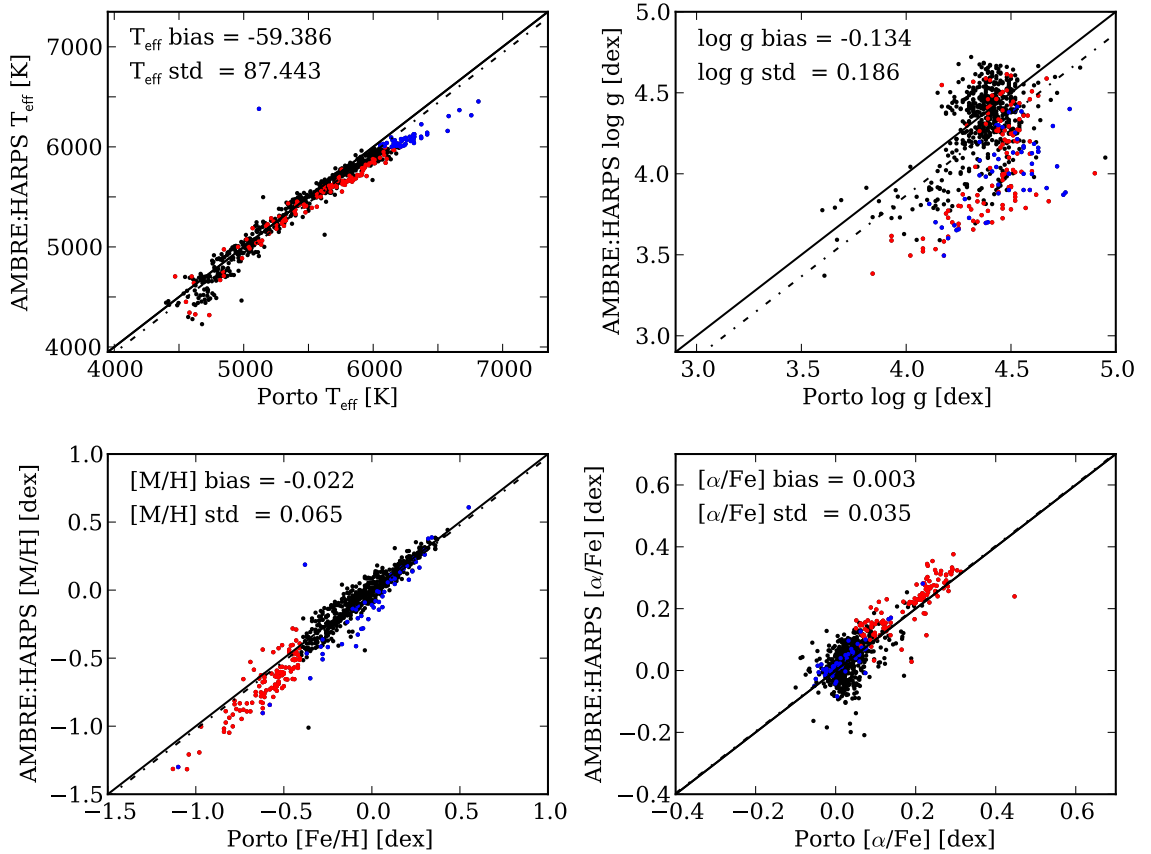 T_eff bias = -59.386
T_eff std = 87.443
AMBRE:HARPS T_eff [K]
7000
6000
5000
4000
4000 5000 6000 7000
Porto T_eff [K]
log g bias = -0.134
log g std = 0.186
AMBRE:HARPS log g [dex]
5.0
4.5
4.0
3.5
3.0
3.0 3.5 4.0 4.5 5.0
Porto log g [dex]
[M/H] bias = -0.022
[M/H] std = 0.065
AMBRE:HARPS [M/H] [dex]
1.0
0.5
0.0
−0.5
−1.0
−1.5
−1.5 −1.0 −0.5 0.0 0.5 1.0
Porto [Fe/H] [dex]
[α/Fe] bias = 0.003
[α/Fe] std = 0.035
AMBRE:HARPS [α/Fe] [dex]
0.6
0.4
0.2
0.0
−0.2
−0.4
−0.4 −0.2 0.0 0.2 0.4 0.6
Porto [α/Fe] [dex]